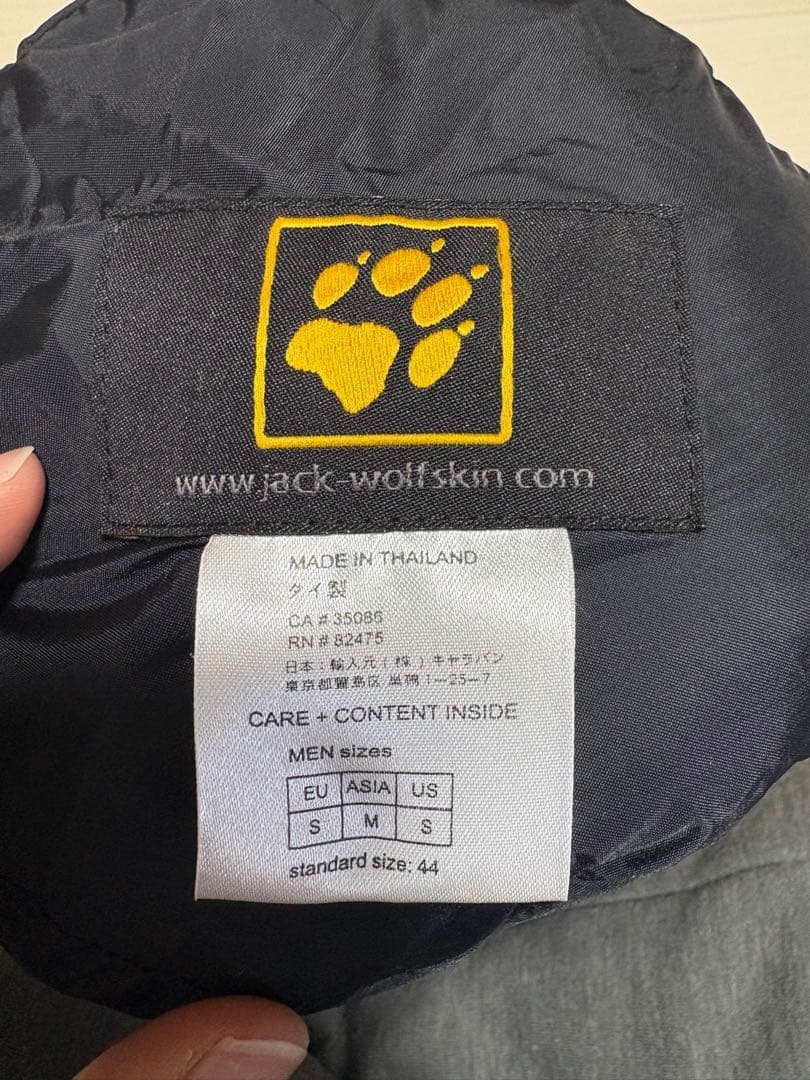 www.jack-wolfskin.com
MADE IN THAILAND
タイ製
CA # 35086
RN # 82475
日本：輸入元（株）キャラバン
東京都豊島区 巣鴨 1－25－7
CARE + CONTENT INSIDE
MEN sizes
EU ASIA US
S M S
standard size: 44